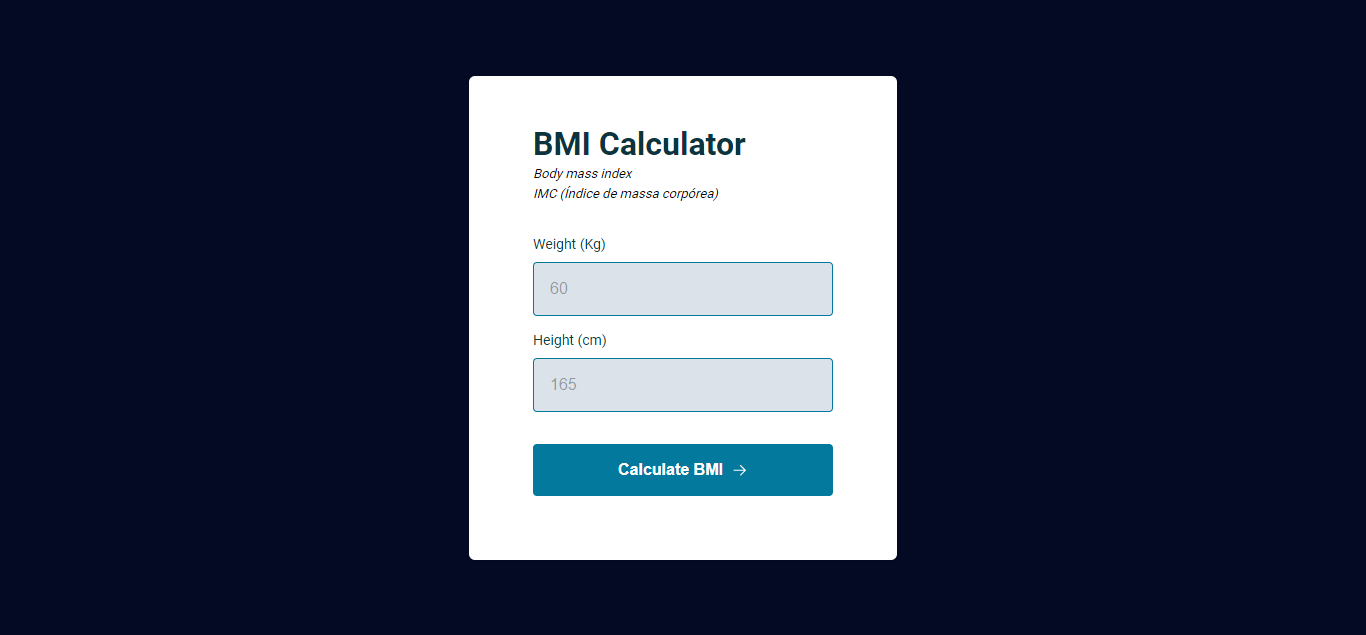 BMI Calculator
Body mass index
IMC (Índice de massa corpórea)
Weight (Kg)
60
Height (cm)
165
Calculate BMI →